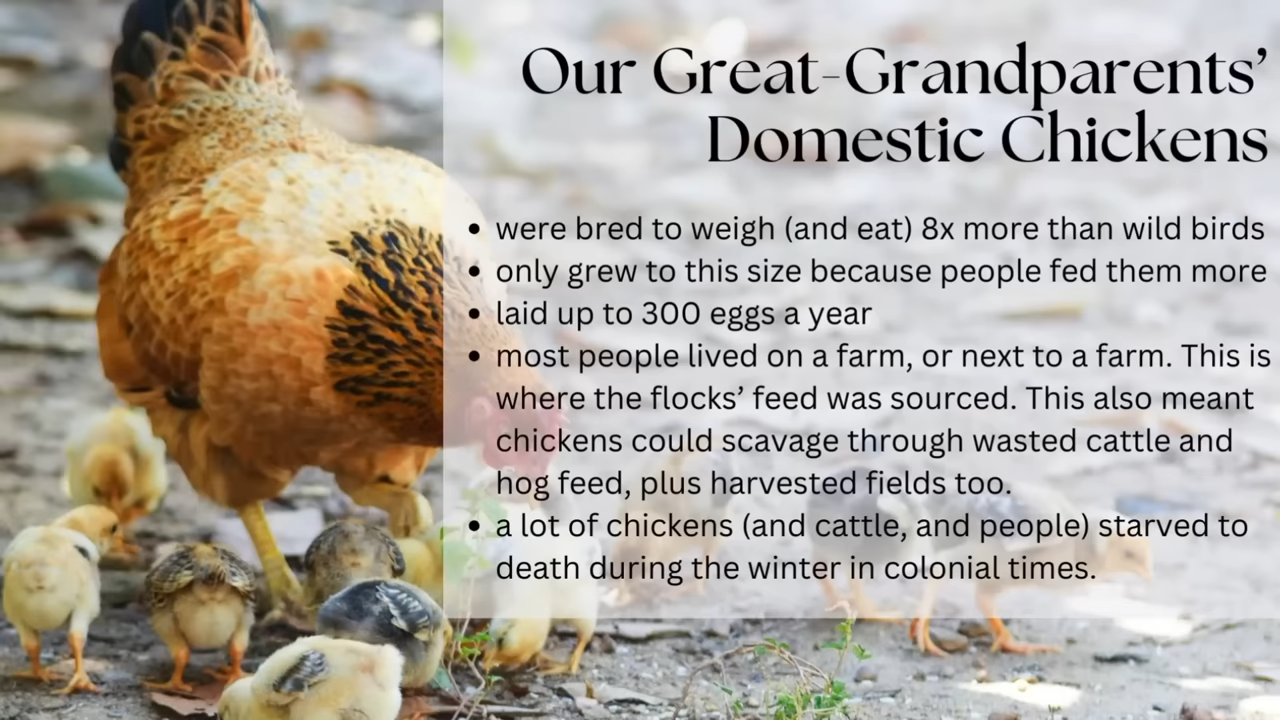 Our Great-Grandparents’
Domestic Chickens
• were bred to weigh (and eat) 8x more than wild birds
• only grew to this size because people fed them more
• laid up to 300 eggs a year
• most people lived on a farm, or next to a farm. This is
where the flocks’ feed was sourced. This also meant
chickens could scavage through wasted cattle and
hog feed, plus harvested fields too.
• a lot of chickens (and cattle, and people) starved to
death during the winter in colonial times.